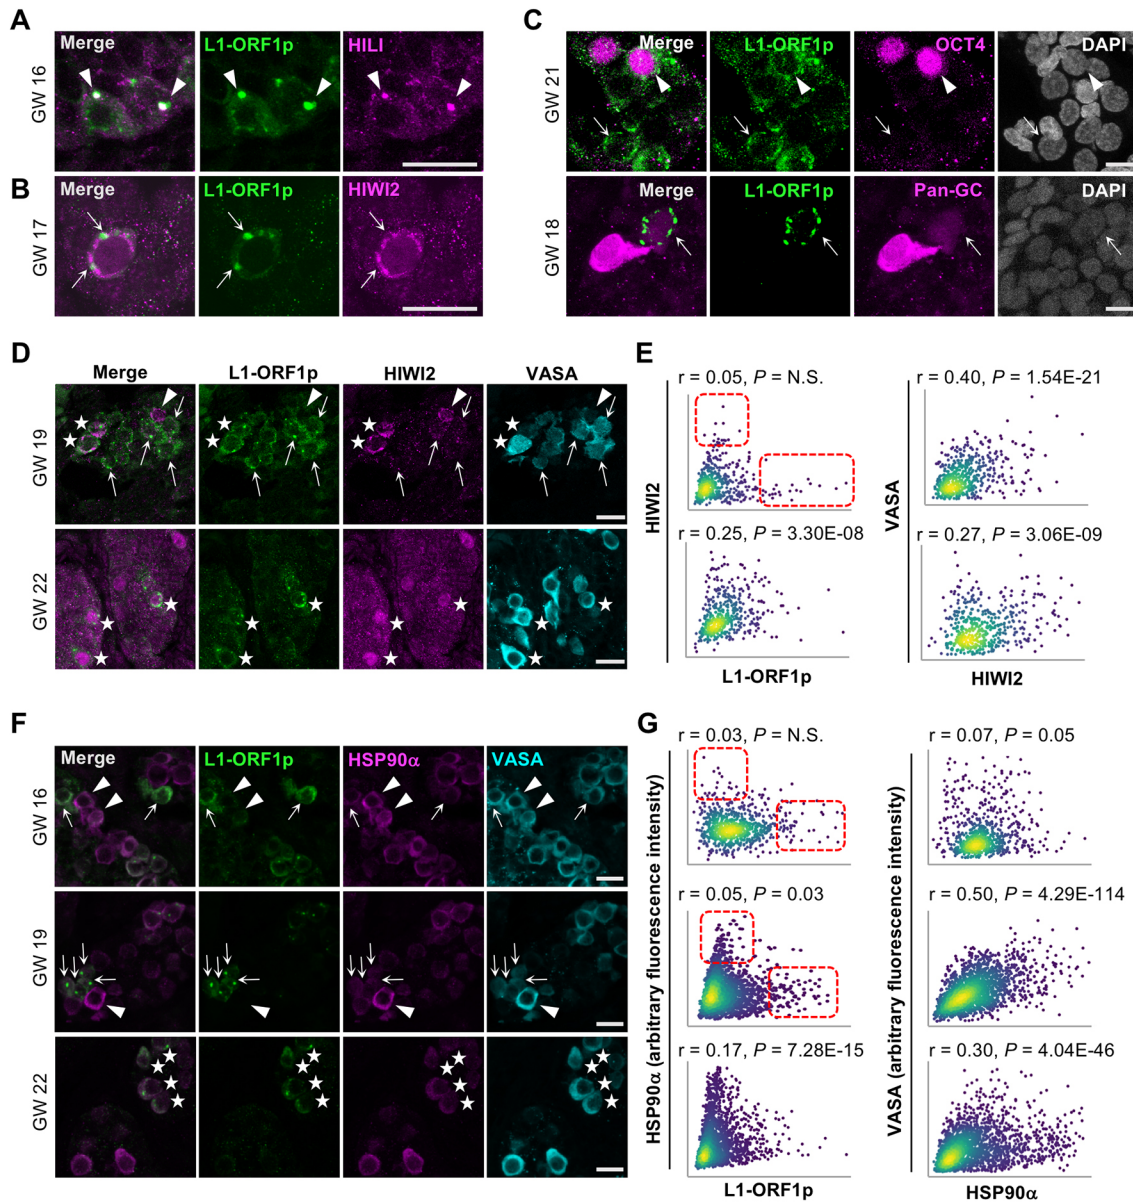 A
Merge
L1-ORF1p
HILI
GW 16
B
Merge
L1-ORF1p
HIWI2
GW 17
C
Merge
L1-ORF1p
OCT4
DAPI
GW 21
Merge
L1-ORF1p
Pan-GC
DAPI
GW 18
D
Merge
L1-ORF1p
HIWI2
VASA
GW 19
GW 22
E
r = 0.05, P = N.S.
r = 0.40, P = 1.54E-21
r = 0.25, P = 3.30E-08
r = 0.27, P = 3.06E-09
HIWI2
VASA
L1-ORF1p
HIWI2
F
Merge
L1-ORF1p
HSP90α
VASA
GW 16
GW 19
GW 22
G
r = 0.03, P = N.S.
r = 0.07, P = 0.05
r = 0.05, P = 0.03
r = 0.50, P = 4.29E-114
r = 0.17, P = 7.28E-15
r = 0.30, P = 4.04E-46
HSP90α (arbitrary fluorescence intensity)
VASA (arbitrary fluorescence intensity)
L1-ORF1p
HSP90α